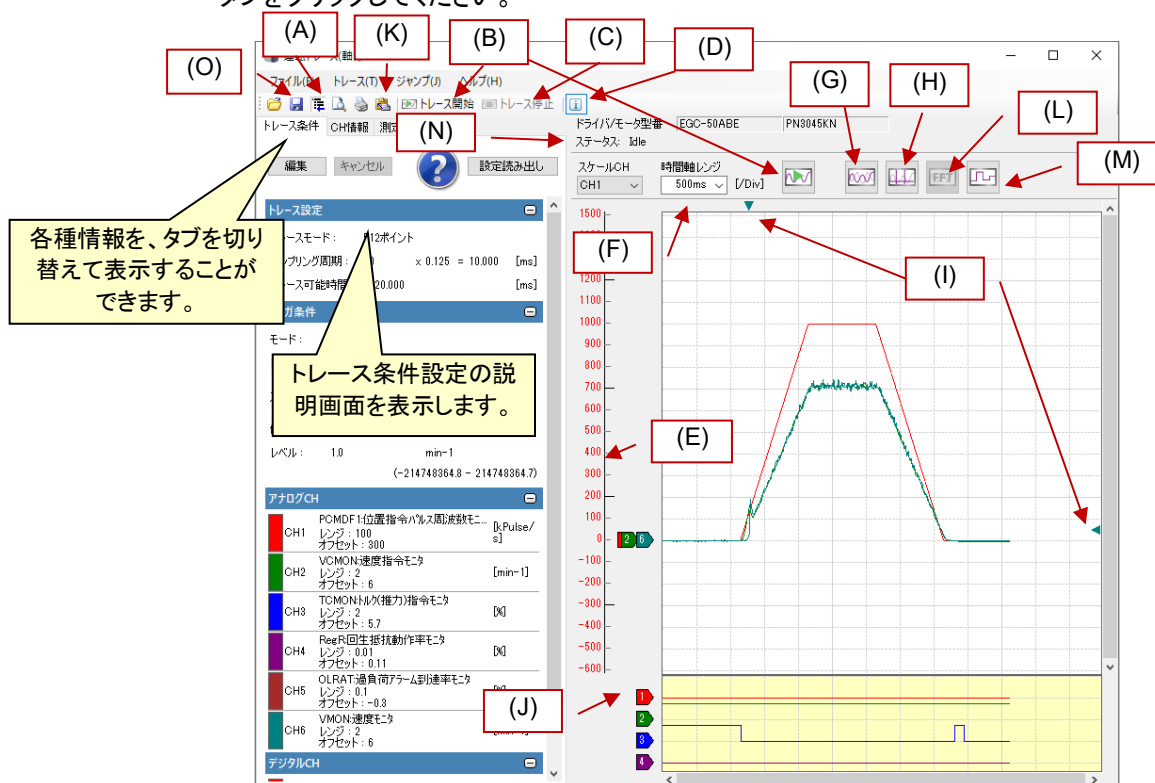 タンをクリックしてください。
(A)
(K)
(B)
(C)
(D)
(O)
(G)
(H)
(L)
(N)
(M)
ファイル(F) トレース(T) ジャンプ(J) ヘルプ(H)
トレース開始 トレース停止
トレース条件 CH情報 測定
ドライバ/モータ型番 EGC-50ABE PN3045KN
ステータス: Idle
編集 キャンセル ? 設定読み出し
スケールCH 時間軸レンジ
CH1 500ms [/Div]
FFT
トレース設定
各種情報を、タブを切り
替えて表示することが
できます。
12ポイント
x 0.125 = 10.000 [ms]
20.000 [ms]
モード:
トレース条件設定の説
明画面を表示します。
レベル: 1.0 min-1
(-214748364.8 - 214748364.7)
アナログCH
CH1 PCMDF1:位置指令パルス周波数モニ... [kPulse/s]
レンジ: 100
オフセット: 300
CH2 VCMON:速度指令モニタ [min-1]
レンジ: 2
オフセット: 6
CH3 TCMON:トルク(推力)指令モニタ [%]
レンジ: 2
オフセット: 5.7
CH4 RegR:回生抵抗動作率モニタ [%]
レンジ: 0.01
オフセット: 0.11
CH5 OLRAT:過負荷アラーム到達率モニタ
レンジ: 0.1
オフセット: -0.3
CH6 VMON:速度モニタ
レンジ: 2
オフセット: 6
デジタルCH
(F)
(I)
(E)
(J)
1500
1200
1100
1000
900
800
700
600
500
400
300
200
100
0
-100
-200
-300
-400
-500
-600
2 6
1
2
3
4